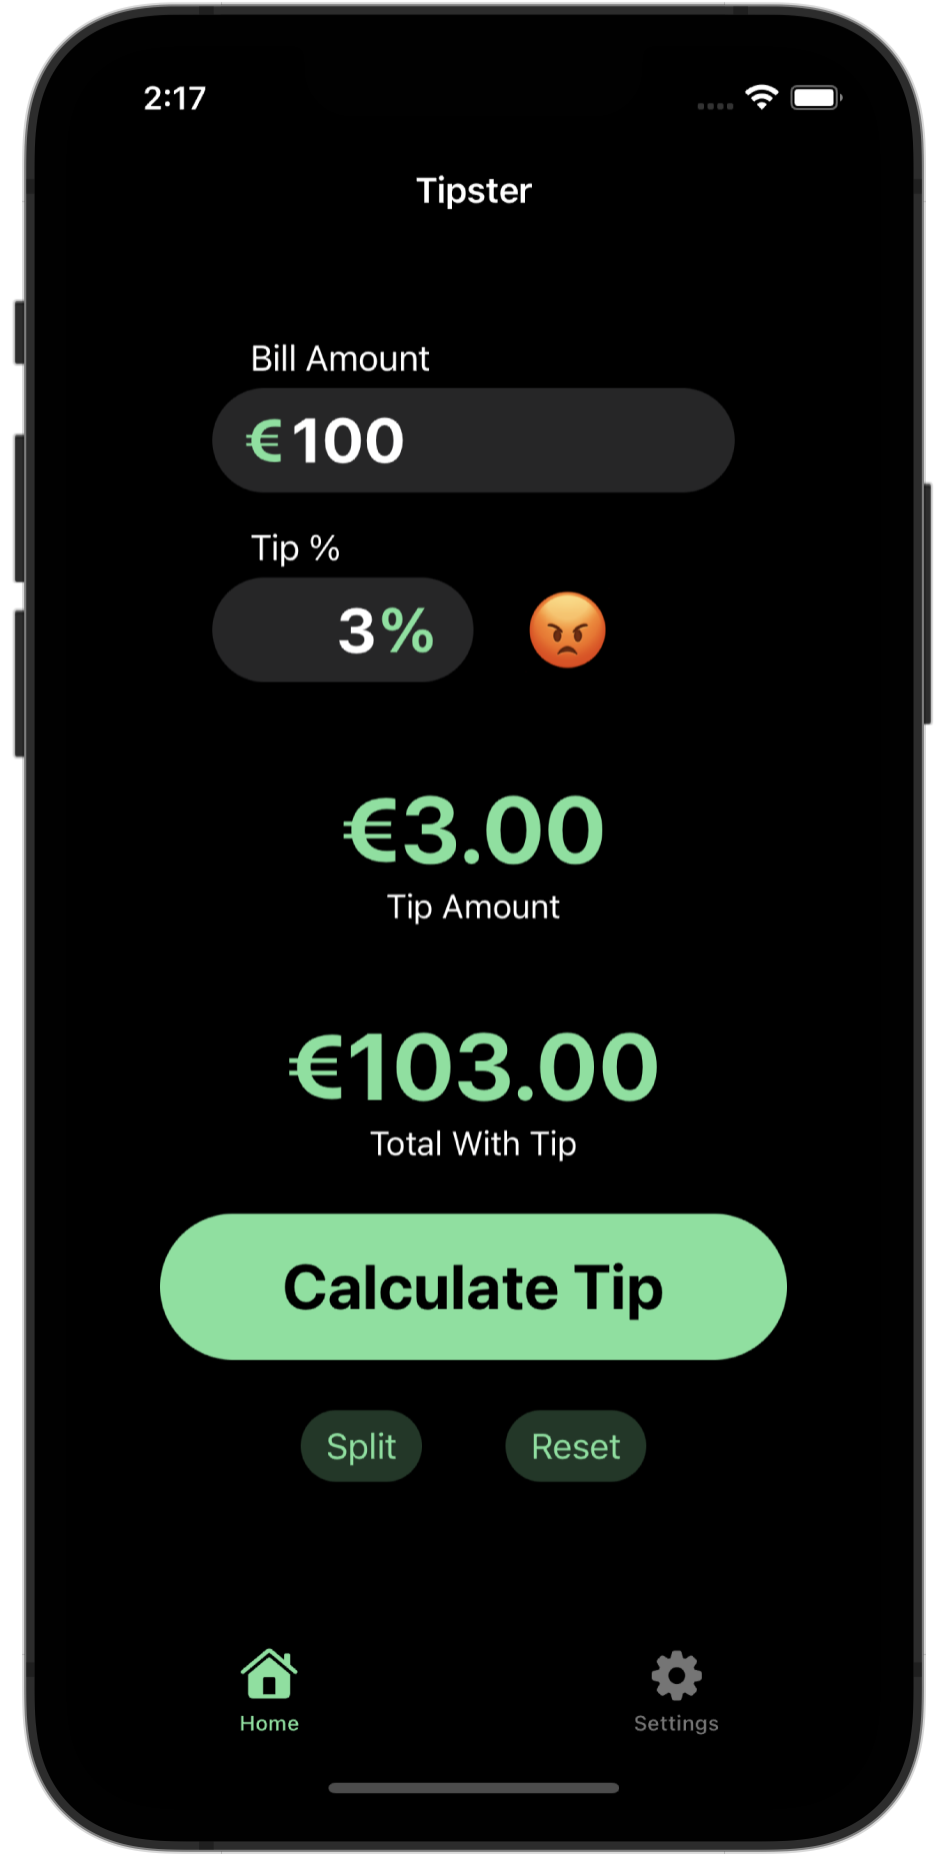 2:17
Tipster
Bill Amount
€100
Tip %
3%
€3.00
Tip Amount
€103.00
Total With Tip
Calculate Tip
Split Reset
Home Settings